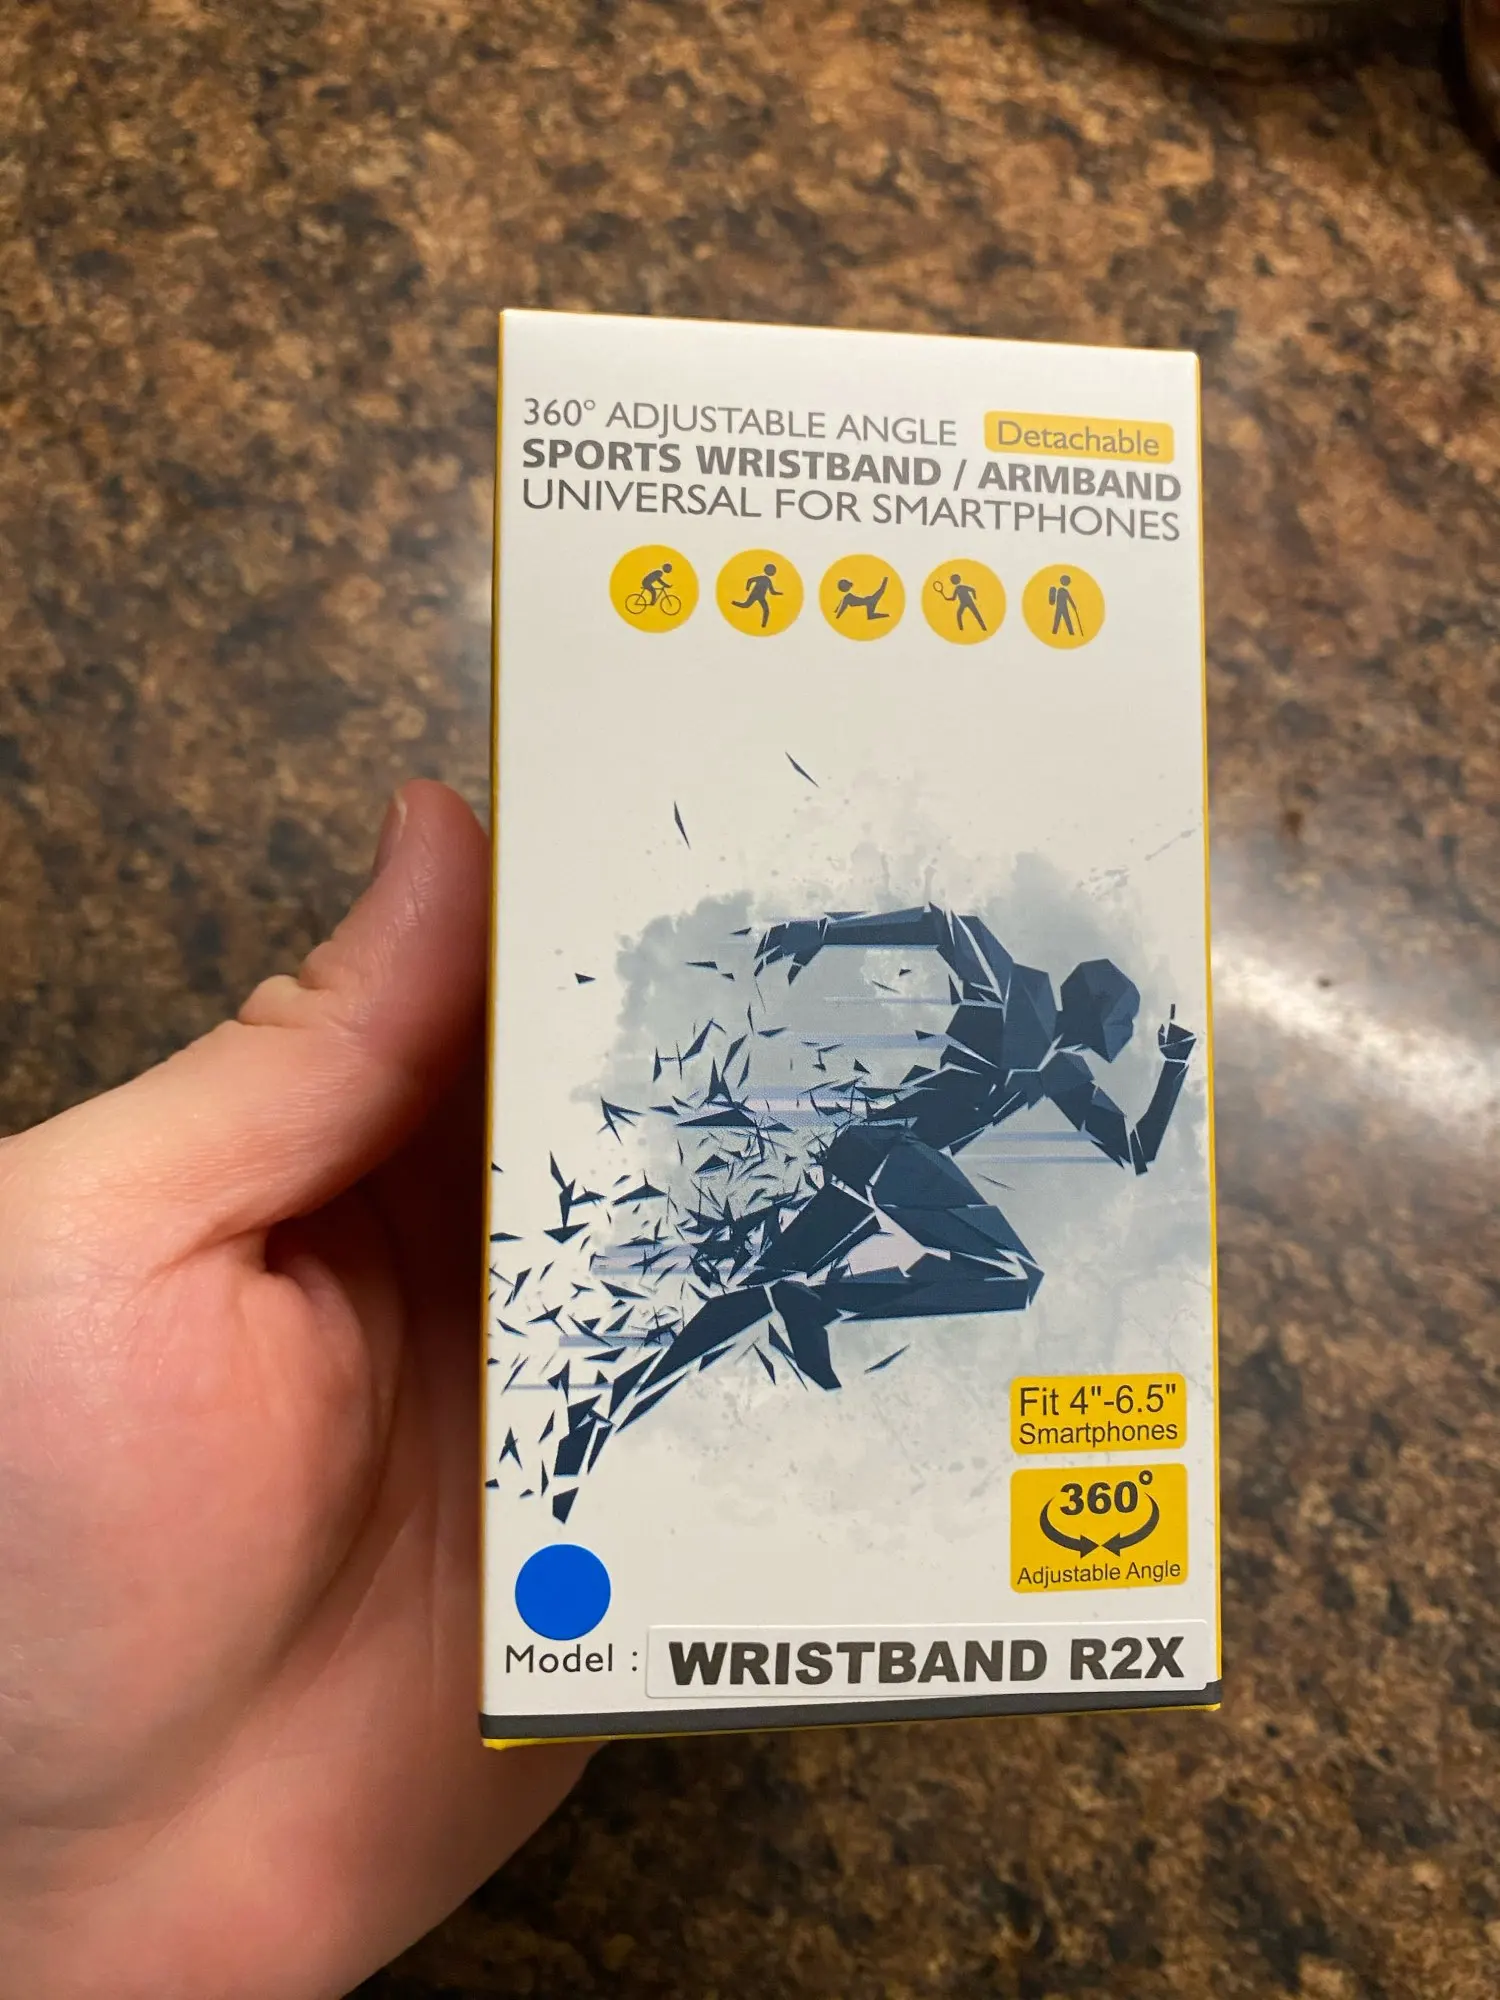 360° ADJUSTABLE ANGLE Detachable
SPORTS WRISTBAND / ARMBAND
UNIVERSAL FOR SMARTPHONES
Fit 4"-6.5"
Smartphones
360°
Adjustable Angle
Model : WRISTBAND R2X